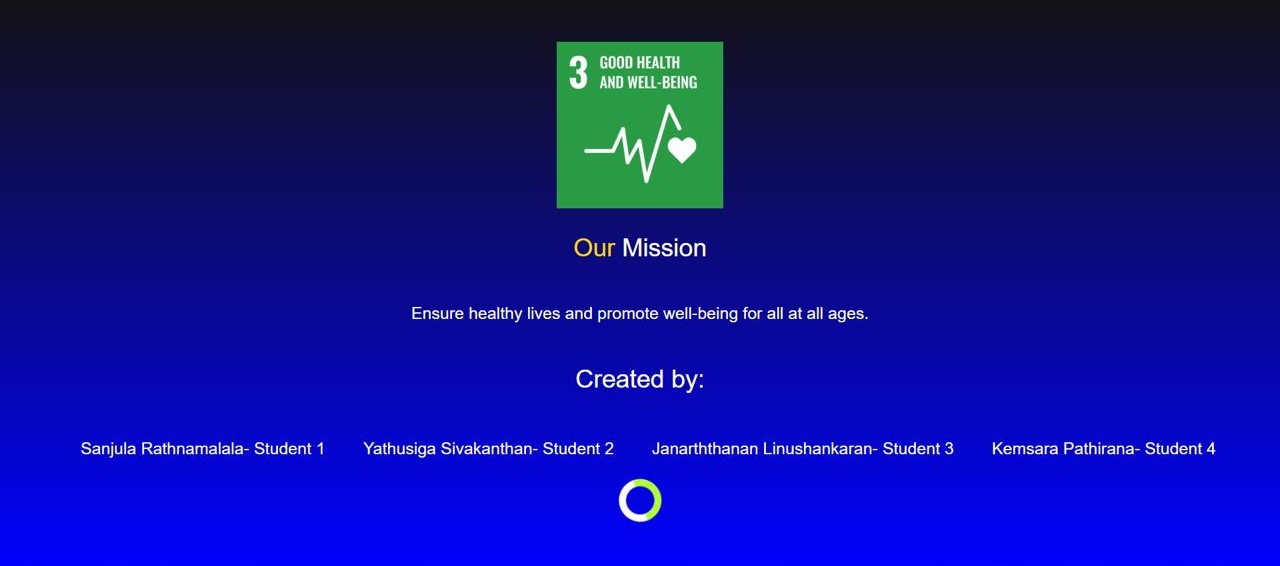 3 GOOD HEALTH
AND WELL-BEING
Our Mission
Ensure healthy lives and promote well-being for all at all ages.
Created by:
Sanjula Rathnamalala- Student 1 Yathusiga Sivakanthan- Student 2 Janarththanan Linushankaran- Student 3 Kemsara Pathirana- Student 4